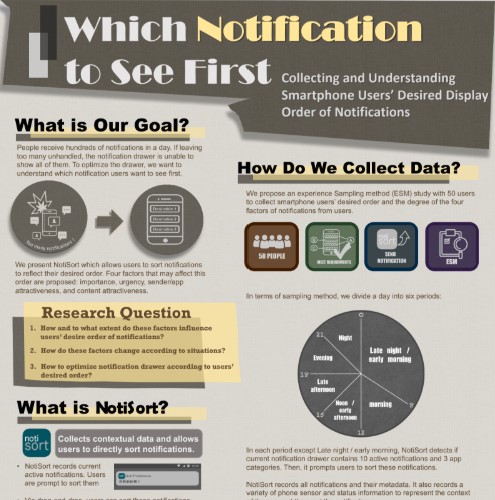 Which Notification
to See First
Collecting and Understanding
Smartphone Users' Desired Display
Order of Notifications
What is Our Goal?
People receive hundreds of notifications in a day. If leaving
too many unhandled, the notification drawer is unable to
show all of them. To optimize the drawer, we want to
understand which notification users want to see first.
Too many notifications !
We present NotiSort which allows users to sort notifications
to reflect their desired order. Four factors that may affect this
order are proposed: importance, urgency, sender/app
attractiveness, and content attractiveness.
Research Question
1. How and to what extent do these factors influence
users' desire order of notifications?
2. How do these factors change according to situations?
3. How to optimize notification drawer according to users'
desired order?
What is NotiSort?
noti
sort
Collects contextual data and allows
users to directly sort notifications.
• NotiSort records current
active notifications. Users
are prompt to sort them
How Do We Collect Data?
We propose an experience Sampling method (ESM) study with 50 users
to collect smartphone users' desired order and the degree of the four
flactors of notifications from users.
50 PEOPLE
MEET REQUIREMENTS
noti
sort
SEND
NOTIFICATION
ESM
IIn terms of sampling method, we divide a day into six periods:
0
21
Night
Late night /
early morning
Evening
18
Late
afternoon
Noon /
early
afternoon
morning
15
12
In each period except Late night / early morning, NotiSort detects if
current notification drawer contains 10 active notifications and 3 app
categories. Then, it prompts users to sort these notifications.
NotiSort records all notifications and their metadata. It also records a
variety of phone sensor and status information to represent the context